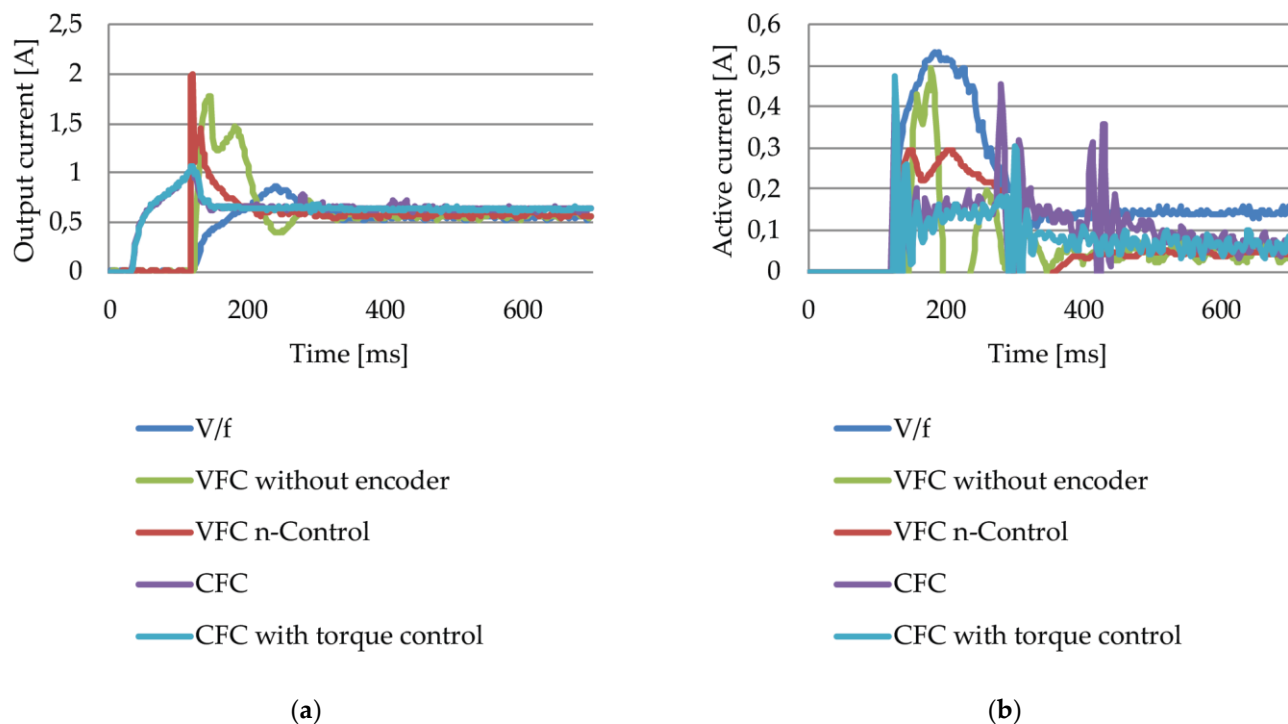 Output current [A]
2,5
2
1,5
1
0,5
0
0
200
400
600
Time [ms]
V/f
VFC without encoder
VFC n-Control
CFC
CFC with torque control
(a)
Active current [A]
0,6
0,5
0,4
0,3
0,2
0,1
0
0
200
400
600
Time [ms]
V/f
VFC without encoder
VFC n-Control
CFC
CFC with torque control
(b)